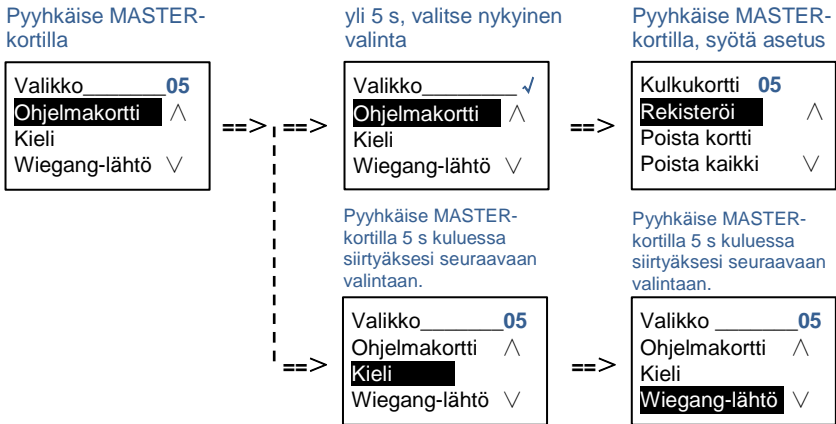 Pyyhkäise MASTER-
kortilla
Valikko_______05
Ohjelmakortti ∧
Kieli
Wiegang-lähtö ∨
==> ==>
yli 5 s, valitse nykyinen
valinta
Valikko________ √
Ohjelmakortti ∧
Kieli
Wiegang-lähtö ∨
==>
Pyyhkäise MASTER-
kortilla, syötä asetus
Kulkukortti 05
Rekisteröi ∧
Poista kortti
Poista kaikki ∨
==>
Pyyhkäise MASTER-
kortilla 5 s kuluessa
siirtyäksesi seuraavaan
valintaan.
Valikko_______05
Ohjelmakortti ∧
Kieli
Wiegang-lähtö ∨
==>
Pyyhkäise MASTER-
kortilla 5 s kuluessa
siirtyäksesi seuraavaan
valintaan.
Valikko _______05
Ohjelmakortti ∧
Kieli
Wiegang-lähtö ∨